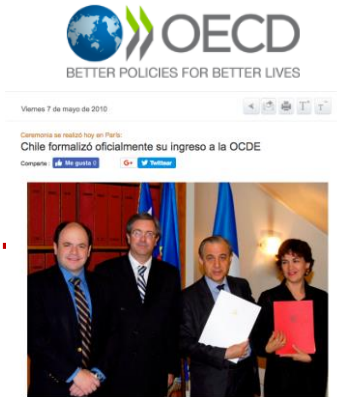 OECD
BETTER POLICIES FOR BETTER LIVES
Viernes 7 de mayo de 2010
Ceremonia se realizó hoy en París:
Chile formalizó oficialmente su ingreso a la OCDE
Comparte: Me gusta 0 G+ Twittear